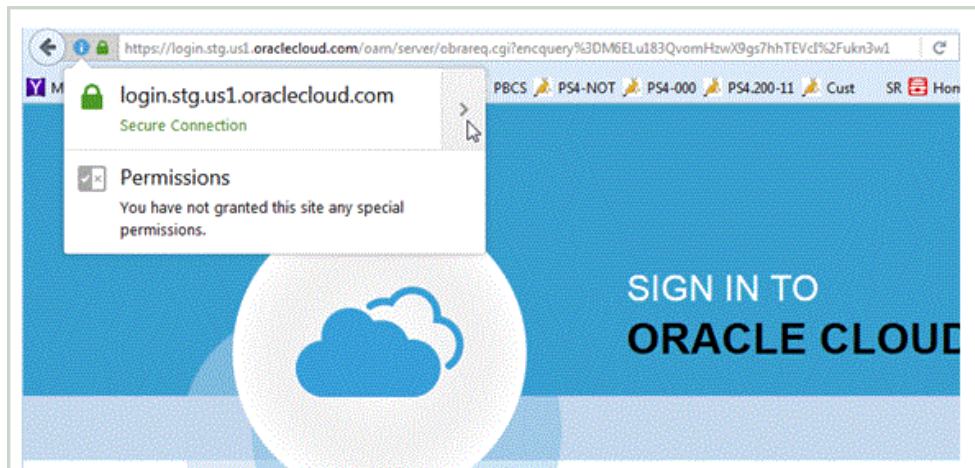 https://login.stg.us1.oraclecloud.com/oam/server/obrareq.cgi?encquery%3DM6ELu183QvomHzwX9gs7hhTEVcI%2Fukn3w1
M
PBCS PS4-NOT PS4-000 PS4.200-11 Cust SR Hom
login.stg.us1.oraclecloud.com
Secure Connection
Permissions
You have not granted this site any special
permissions.
SIGN IN TO
ORACLE CLOUD